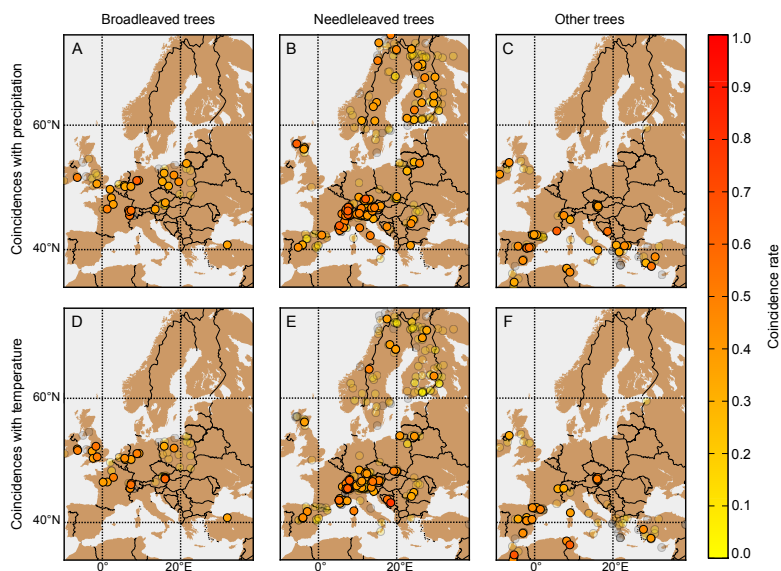 Broadleaved trees Needleleaved trees Other trees
A B C
Coincidences with precipitation
60°N
40°N
D E F
Coincidences with temperature
60°N
40°N
0° 20°E 0° 20°E 0° 20°E
1.0
0.9
0.8
0.7
0.6
0.5
0.4
0.3
0.2
0.1
0.0
Coincidence rate